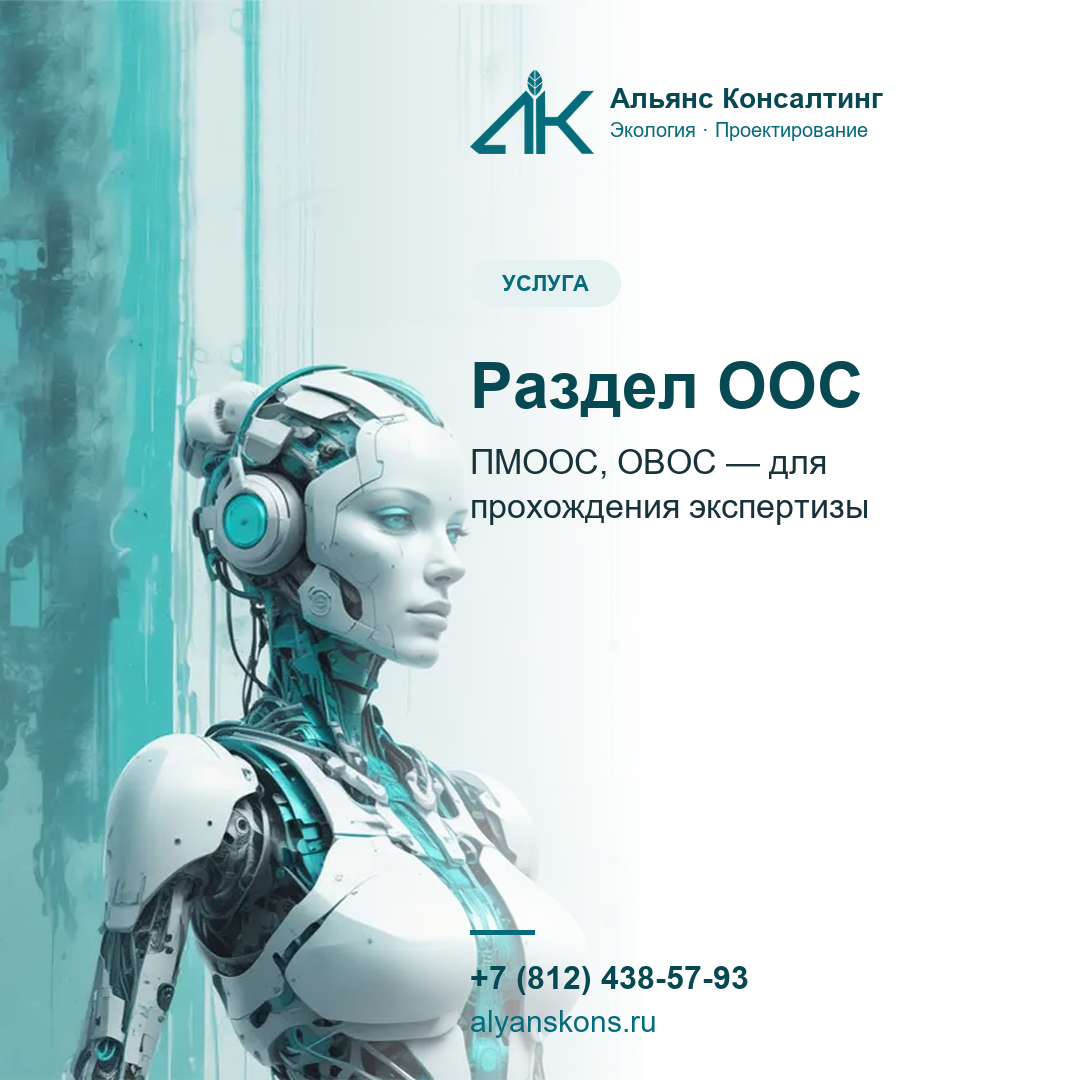 АК
Альянс Консалтинг
Экология · Проектирование
УСЛУГА
Раздел ООС
ПМООС, ОВОС — для
прохождения экспертизы
+7 (812) 438-57-93
alyanskons.ru